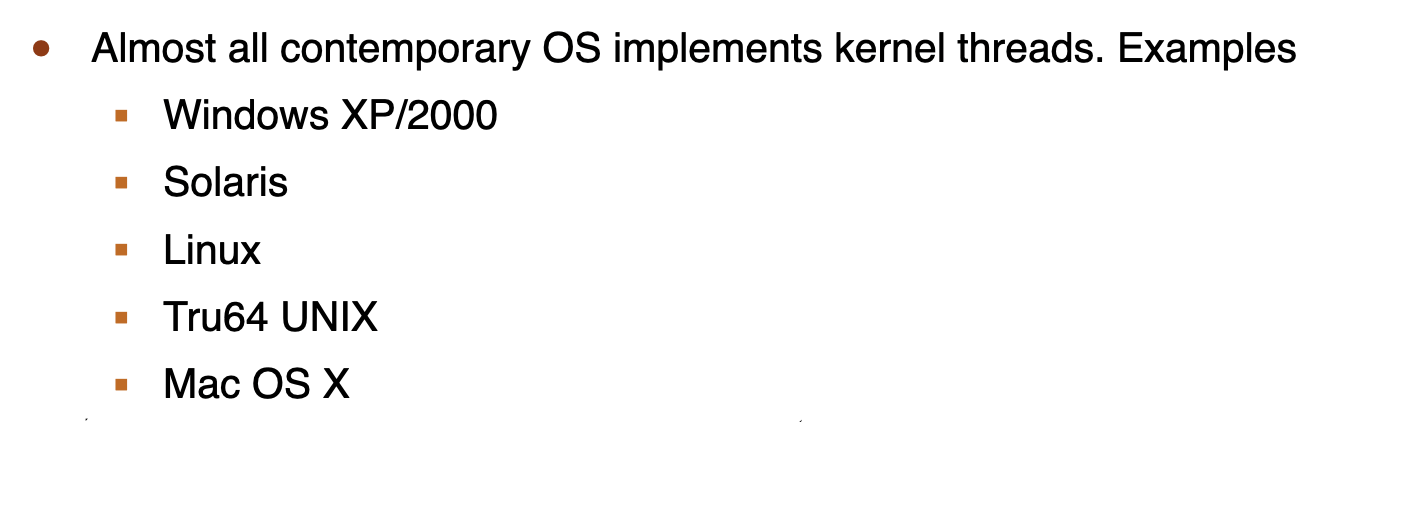 Almost all contemporary OS implements kernel threads. Examples
Windows XP/2000
Solaris
Linux
Tru64 UNIX
Mac OS X